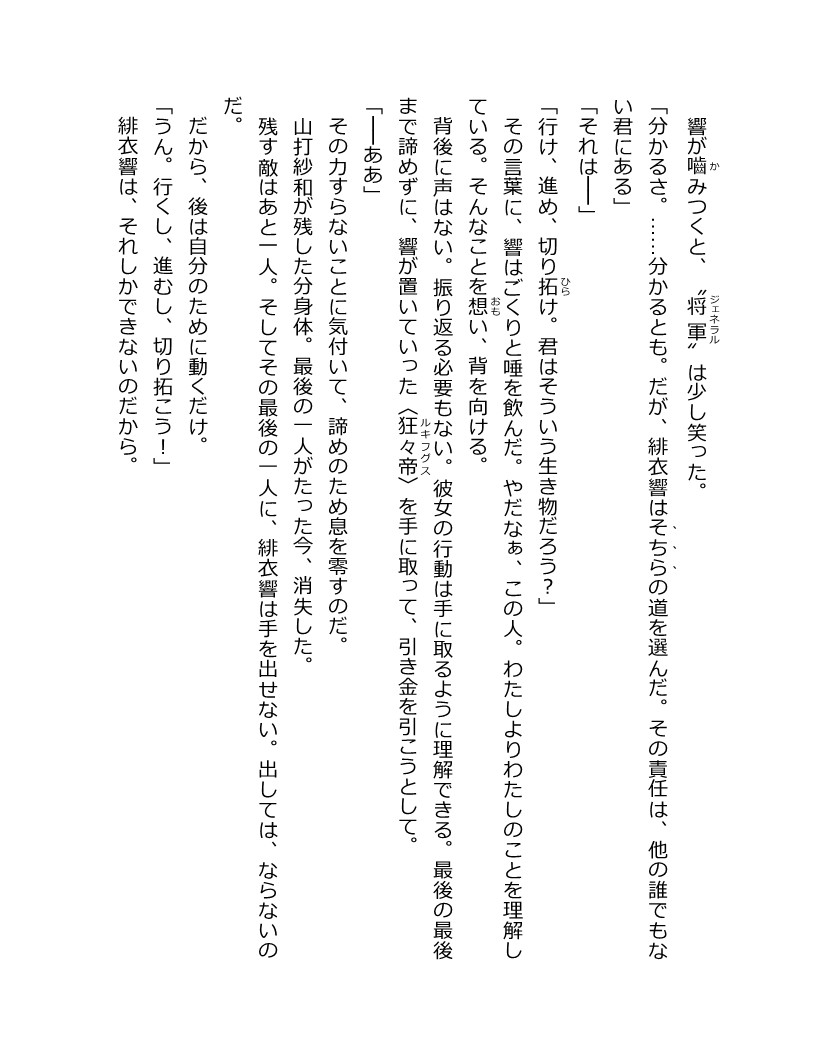 響が嚙みつくと、〝将軍〟は少し笑った。
「分かるさ。……分かるとも。だが、緋衣響はそちらの道を選んだ。その責任は、他の誰でもな
い君にある」
「それは――」
「行け、進め、切り拓け。君はそういう生き物だろう？」
その言葉に、響はごくりと唾を飲んだ。やだなぁ、この人。わたしよりわたしのことを理解し
ている。そんなことを想い、背を向ける。
背後に声はない。振り返る必要もない。彼女の行動は手に取るように理解できる。最後の最後
まで諦めずに、響が置いていった〈狂々帝〉を手に取って、引き金を引こうとして。
「――ああ」
その力すらないことに気付いて、諦めのため息を零すのだ。
山打紗和が残した分身体。最後の一人がたった今、消失した。
残す敵はあと一人。そしてその最後の一人に、緋衣響は手を出せない。出しては、ならないの
だ。
だから、後は自分のために動くだけ。
「うん。行くし、進むし、切り拓こう！」
緋衣響は、それしかできないのだから。